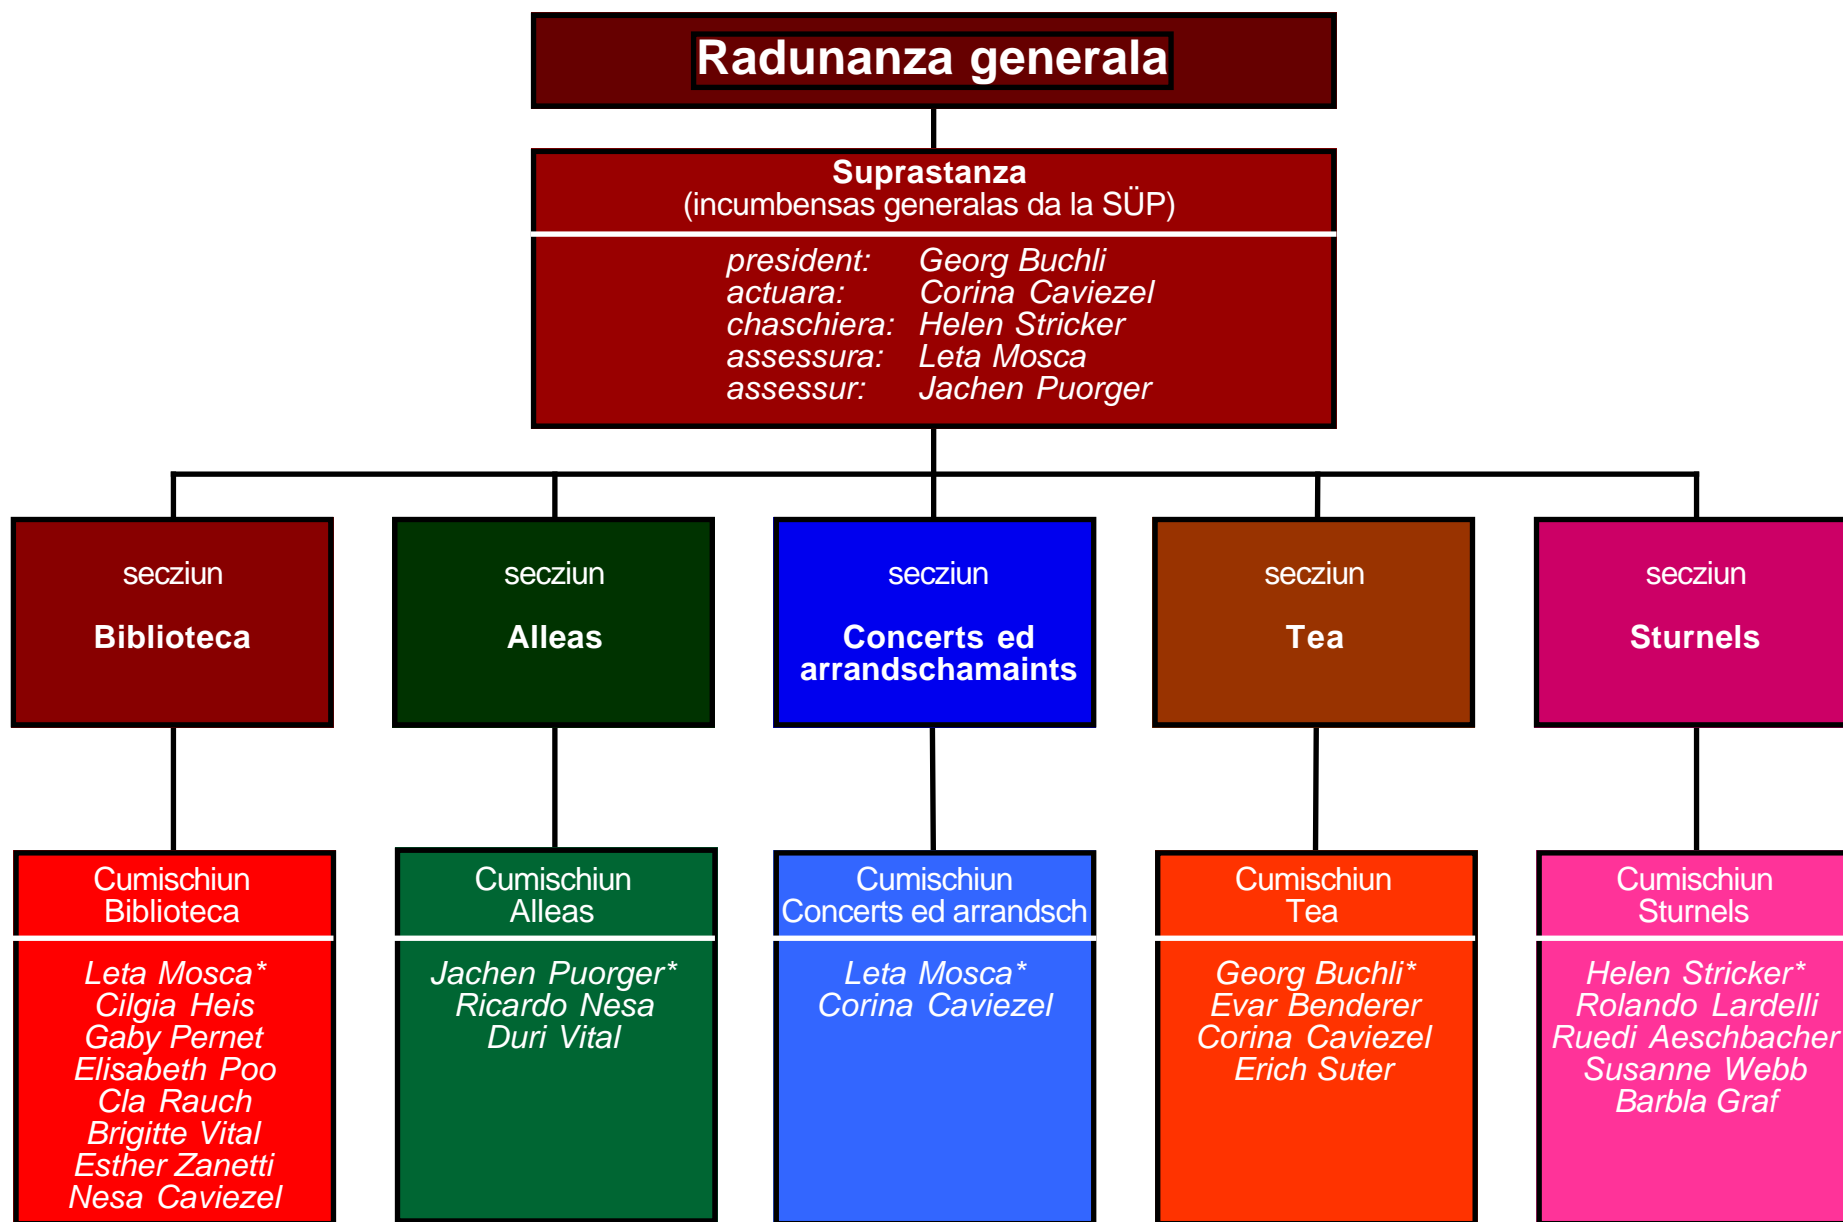 Radunanza generala
Suprastanza
(incumbensas generalas da la SÜP)
president: Georg Buchli
actuara: Corina Caviezel
chaschiera: Helen Stricker
assessura: Leta Mosca
assessur: Jachen Puorger
secziun
Biblioteca
secziun
Alleas
secziun
Concerts ed
arrandschamaints
secziun
Tea
secziun
Sturnels
Cumischiun
Biblioteca
Leta Mosca*
Cilgia Heis
Gaby Pernet
Elisabeth Poo
Cla Rauch
Brigitte Vital
Esther Zanetti
Nesa Caviezel
Cumischiun
Alleas
Jachen Puorger*
Ricardo Nesa
Duri Vital
Cumischiun
Concerts ed arrandsch
Leta Mosca*
Corina Caviezel
Cumischiun
Tea
Georg Buchli*
Evar Benderer
Corina Caviezel
Erich Suter
Cumischiun
Sturnels
Helen Stricker*
Rolando Lardelli
Ruedi Aeschbacher
Susanne Webb
Barbla Graf